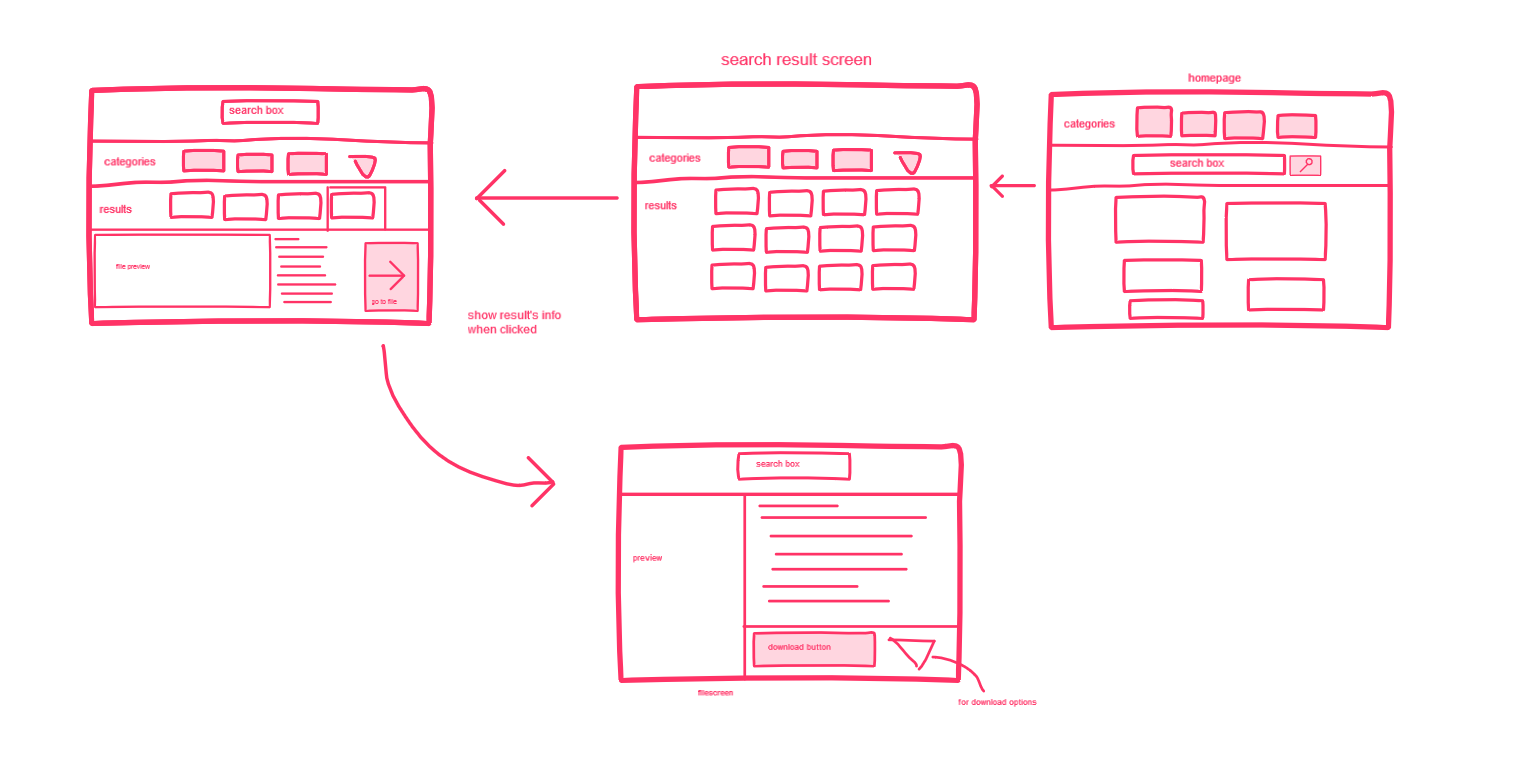 search result screen
homepage
search box
categories
results
file preview
go to file
show result's info
when clicked
categories
results
categories
search box
search box
preview
download button
filescreen
for download options